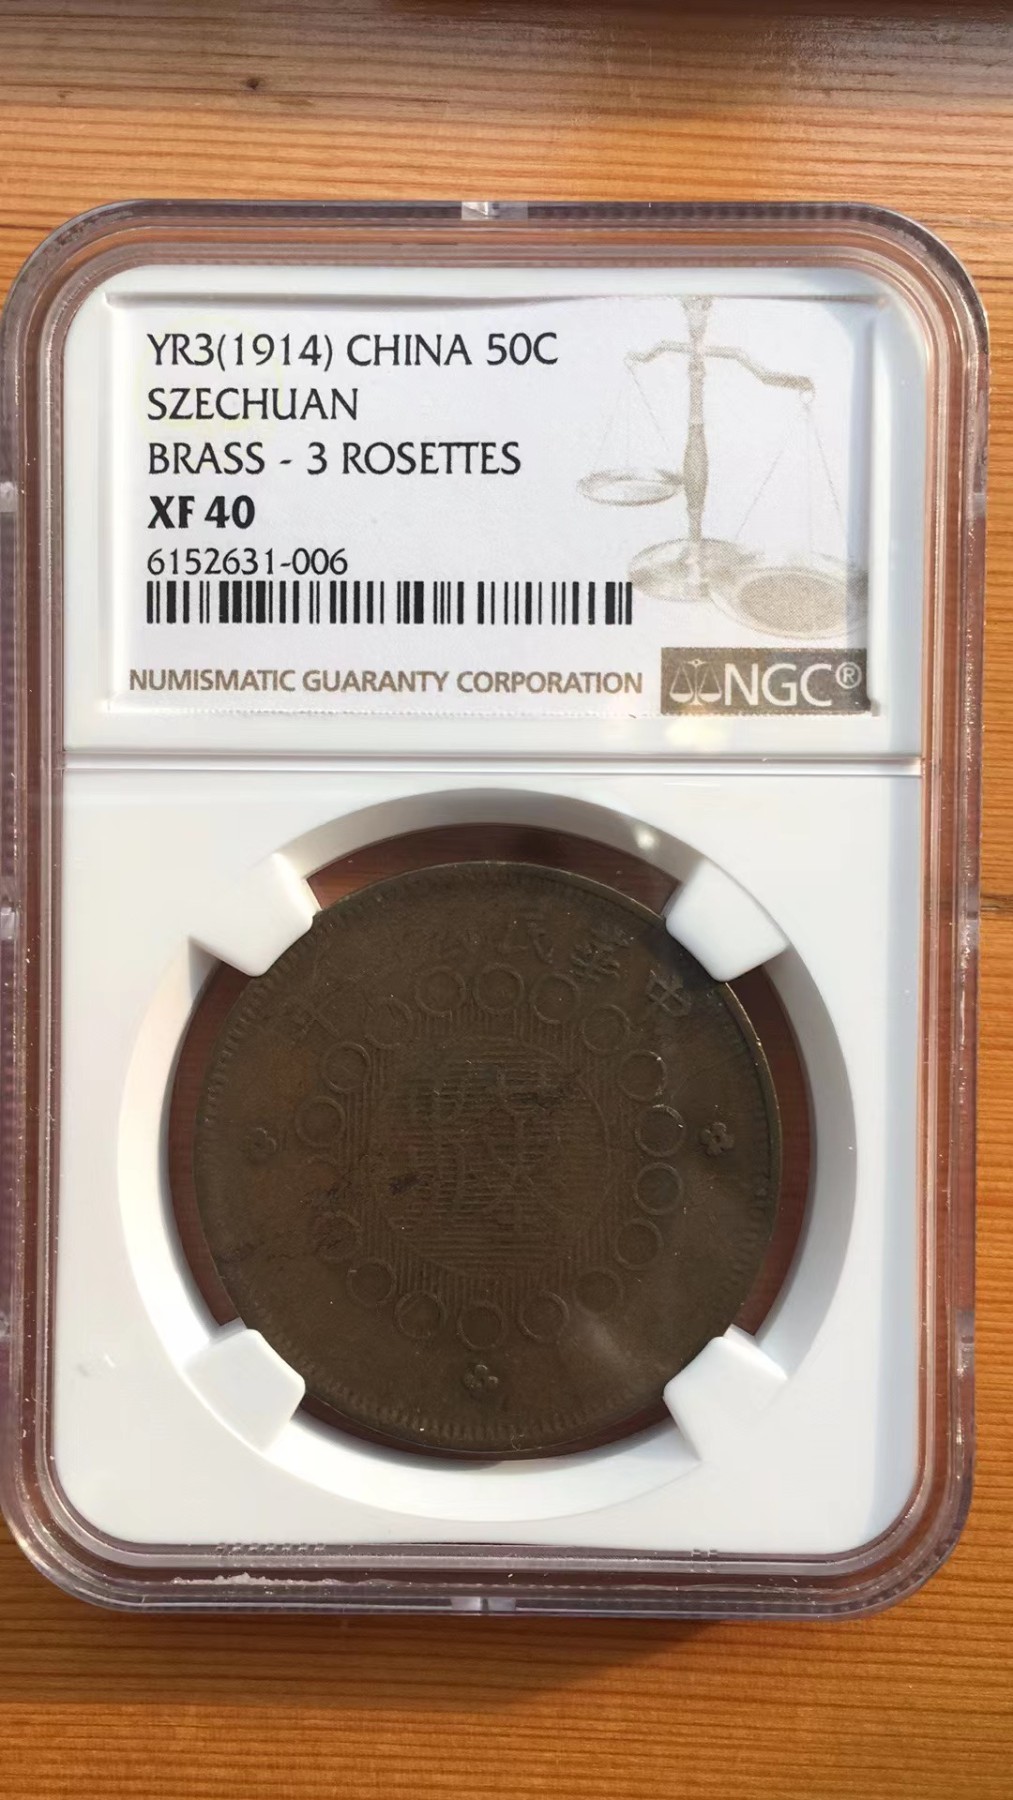 YR3(1914) CHINA 50C
SZECHUAN
BRASS - 3 ROSETTES
XF 40
6152631-006
NUMISMATIC GUARANTY CORPORATION
NGC®